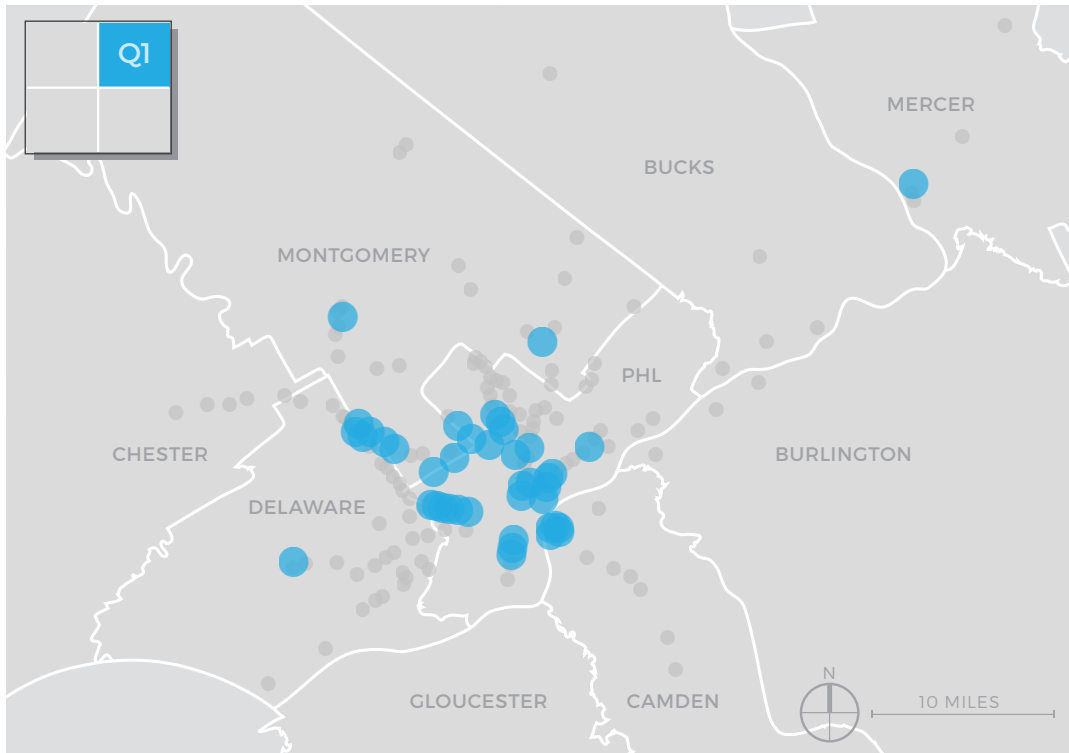 Q1
MERCER
BUCKS
MONTGOMERY
PHL
CHESTER
BURLINGTON
DELAWARE
N
GLOUCESTER
CAMDEN
10 MILES